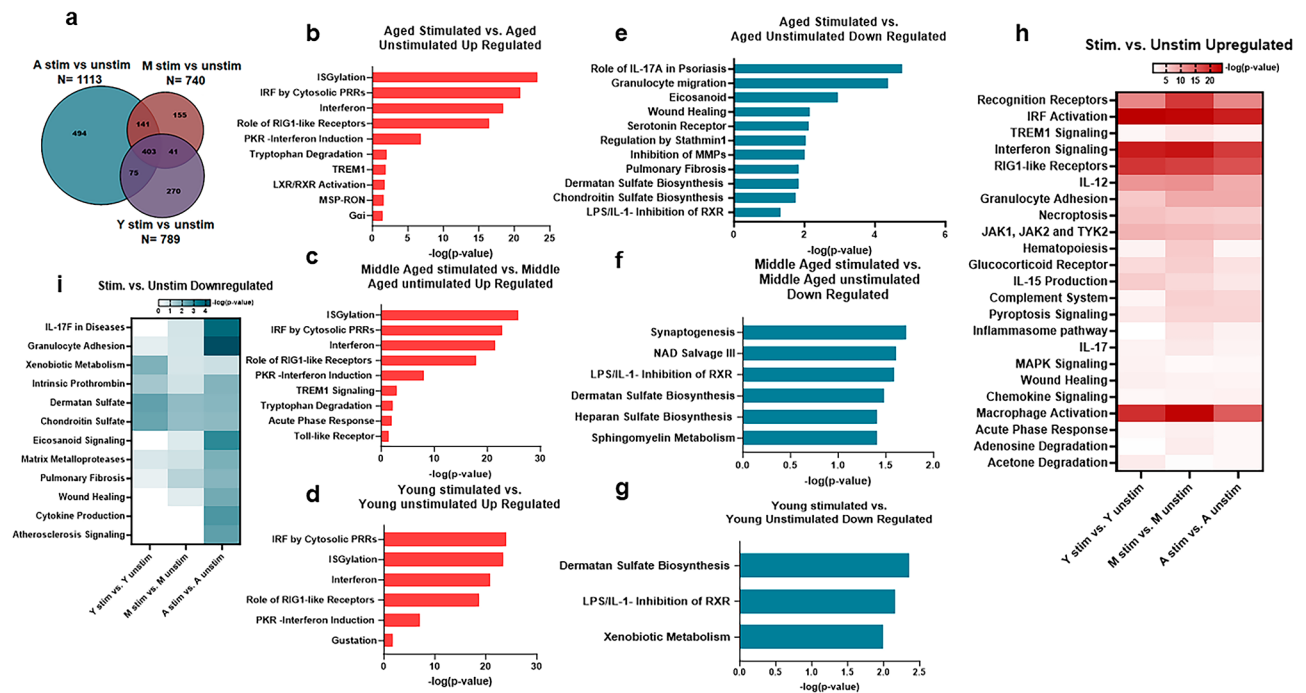 a
A stim vs unstim
N= 1113
M stim vs unstim
N= 740
494
141
155
403
41
75
270
Y stim vs unstim
N= 789
b
Aged Stimulated vs. Aged
Unstimulated Up Regulated
ISGylation
IRF by Cytosolic PRRs
Interferon
Role of RIG1-like Receptors
PKR -Interferon Induction
Tryptophan Degradation
TREM1
LXR/RXR Activation
MSP-RON
Gαi
0 5 10 15 20 25
-log(p-value)
c
Middle Aged stimulated vs. Middle
Aged untimulated Up Regulated
ISGylation
IRF by Cytosolic PRRs
Interferon
Role of RIG1-like Receptors
PKR -Interferon Induction
TREM1 Signaling
Tryptophan Degradation
Acute Phase Response
Toll-like Receptor
0 10 20 30
-log(p-value)
d
Young stimulated vs.
Young unstimulated Up Regulated
IRF by Cytosolic PRRs
ISGylation
Interferon
Role of RIG1-like Receptors
PKR -Interferon Induction
Gustation
0 10 20 30
-log(p-value)
e
Aged Stimulated vs.
Aged Unstimulated Down Regulated
Role of IL-17A in Psoriasis
Granulocyte migration
Eicosanoid
Wound Healing
Serotonin Receptor
Regulation by Stathmin1
Inhibition of MMPs
Pulmonary Fibrosis
Dermatan Sulfate Biosynthesis
Chondroitin Sulfate Biosynthesis
LPS/IL-1- Inhibition of RXR
0 2 4 6
-log(p-value)
f
Middle Aged stimulated vs.
Middle Aged unstimulated
Down Regulated
Synaptogenesis
NAD Salvage III
LPS/IL-1- Inhibition of RXR
Dermatan Sulfate Biosynthesis
Heparan Sulfate Biosynthesis
Sphingomyelin Metabolism
0.0 0.5 1.0 1.5 2.0
-log(p-value)
g
Young stimulated vs.
Young Unstimulated Down Regulated
Dermatan Sulfate Biosynthesis
LPS/IL-1- Inhibition of RXR
Xenobiotic Metabolism
0.0 0.5 1.0 1.5 2.0 2.5
-log(p-value)
h
Stim. vs. Unstim Upregulated
-log(p-value)
5 10 15 20
Recognition Receptors
IRF Activation
TREM1 Signaling
Interferon Signaling
RIG1-like Receptors
IL-12
Granulocyte Adhesion
Necroptosis
JAK1, JAK2 and TYK2
Hematopoiesis
Glucocorticoid Receptor
IL-15 Production
Complement System
Pyroptosis Signaling
Inflammasome pathway
IL-17
MAPK Signaling
Wound Healing
Chemokine Signaling
Macrophage Activation
Acute Phase Response
Adenosine Degradation
Acetone Degradation
Y stim vs. Y unstim
M stim vs. M unstim
A stim vs. A unstim
i
Stim. vs. Unstim Downregulated
-log(p-value)
0 1 2 3 4
IL-17F in Diseases
Granulocyte Adhesion
Xenobiotic Metabolism
Intrinsic Prothrombin
Dermatan Sulfate
Chondroitin Sulfate
Eicosanoid Signaling
Matrix Metalloproteases
Pulmonary Fibrosis
Wound Healing
Cytokine Production
Atherosclerosis Signaling
Y stim vs. Y unstim
M stim vs. M unstim
A stim vs. A unstim